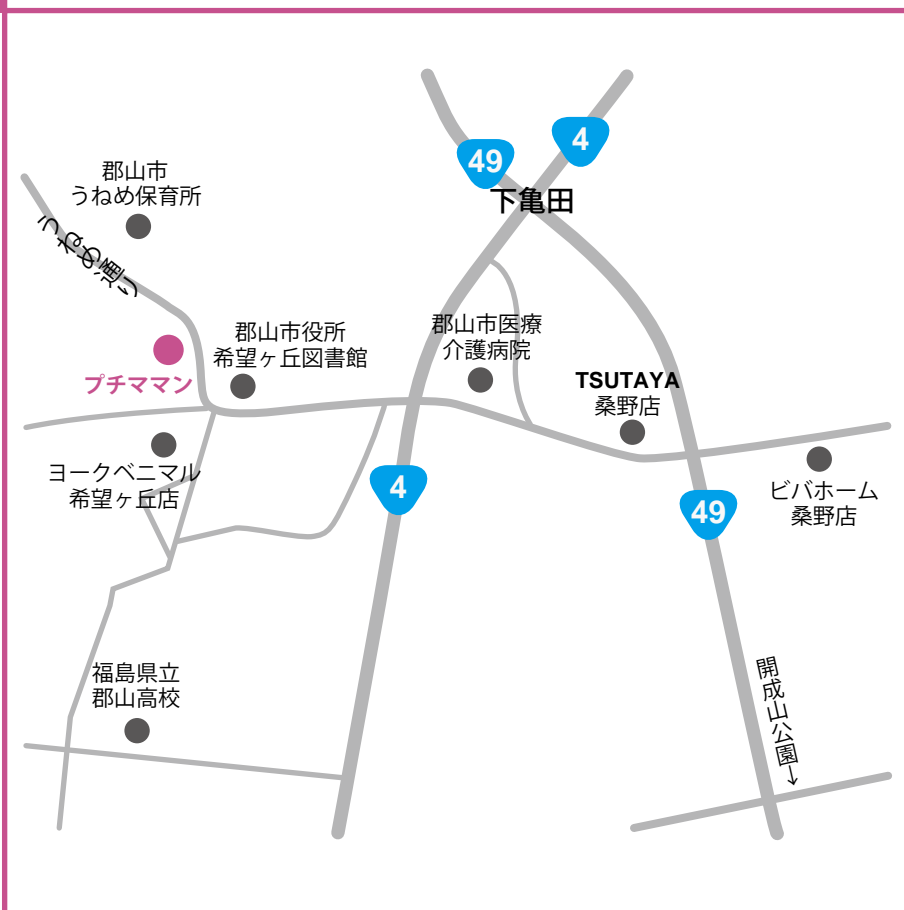 4
49
下亀田
郡山市
うねめ保育所
うねめ通り
郡山市役所
希望ヶ丘図書館
郡山市医療
介護病院
プチママン
TSUTAYA
桑野店
ヨークベニマル
希望ヶ丘店
4
ビバホーム
桑野店
49
福島県立
郡山高校
開成山公園→